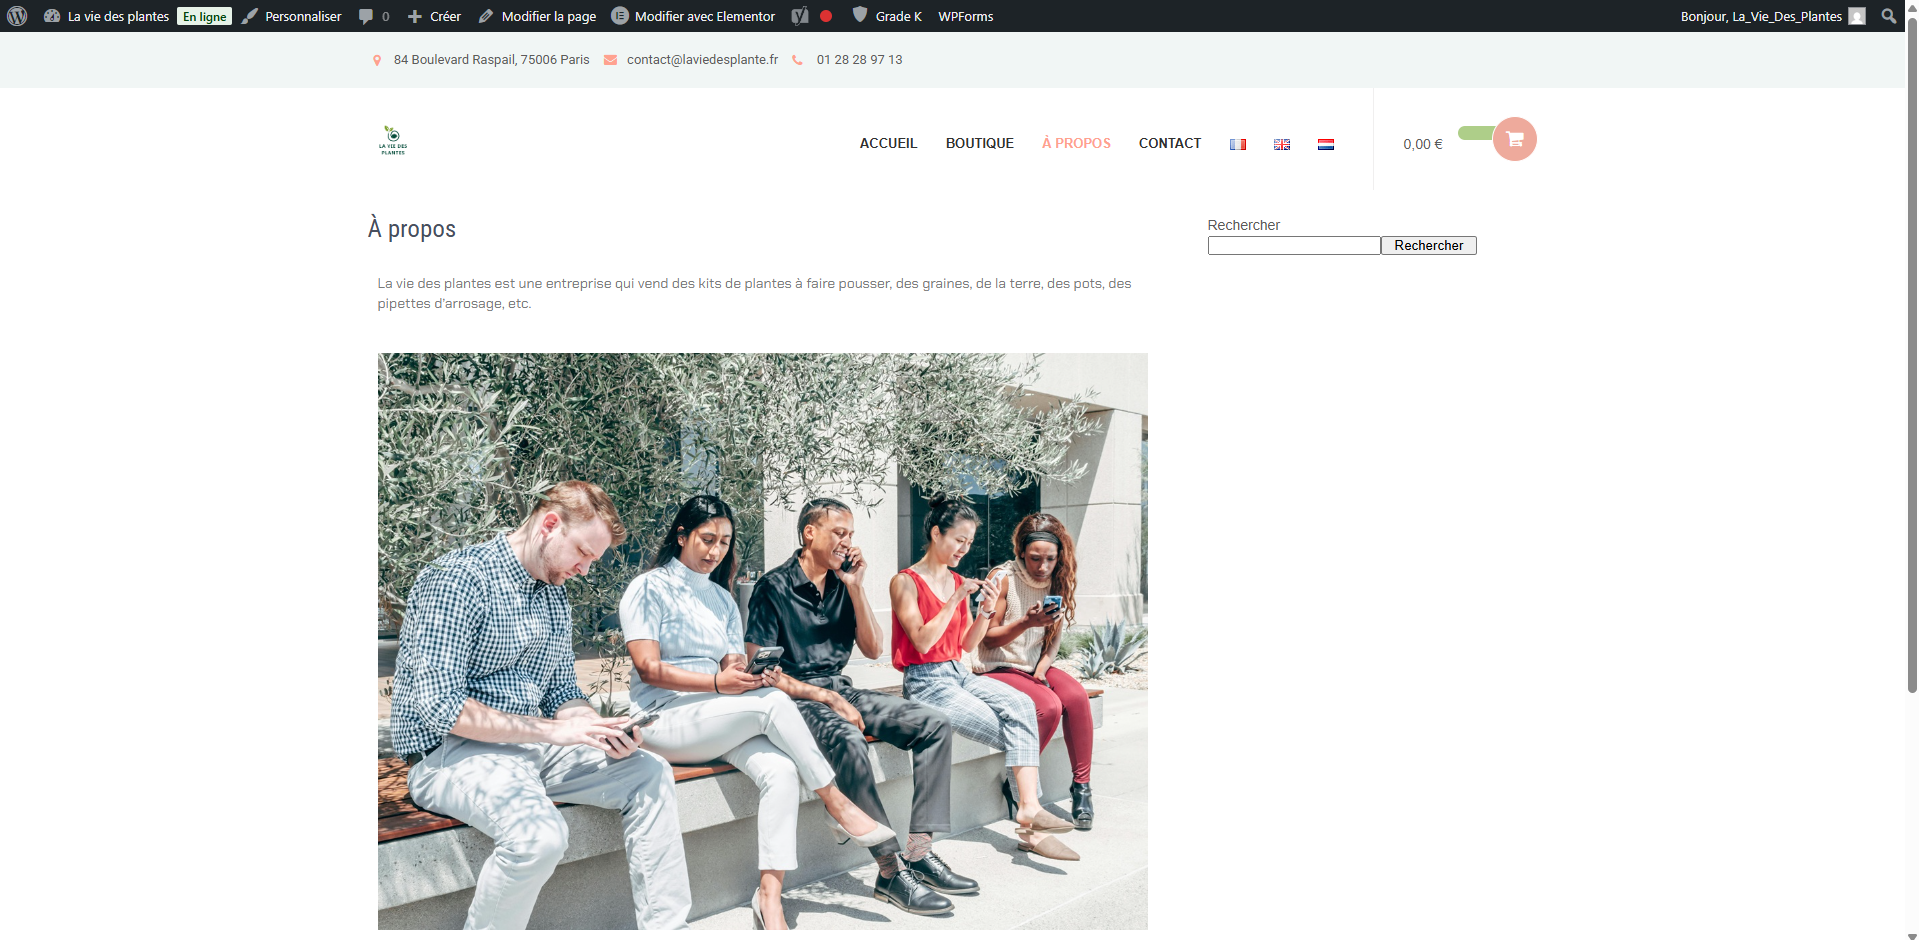 La vie des plantes En ligne Personnaliser 0 Créer Modifier la page Modifier avec Elementor Grade K WPForms Bonjour, La_Vie_Des_Plantes
84 Boulevard Raspail, 75006 Paris contact@laviedesplante.fr 01 28 28 97 13
LA VIE DES
PLANTES
ACCUEIL BOUTIQUE À PROPOS CONTACT 0,00 €
À propos
Rechercher
Rechercher
La vie des plantes est une entreprise qui vend des kits de plantes à faire pousser, des graines, de la terre, des pots, des
pipettes d'arrosage, etc.